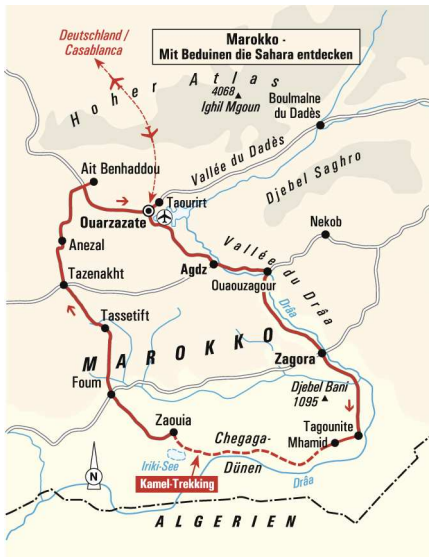 Deutschland /
Casablanca
Marokko -
Mit Beduinen die Sahara entdecken
Hoher Atlas
4068
Ighil Mgoun
Boulmalne
du Dadès
Vallée du Dadès
Djebel Saghro
Ait Benhaddou
Taourirt
Ouarzazate
Nekob
Anezal
Vallée du Drâa
Agdz
Ouaouzagour
Tazenakht
Drâa
Tassetift
MAROKKO
Zagora
Foum
Djebel Bani
1095
Zaouia
Tagounite
Chegaga-
Mhamid
Dünen
Iriki-See
Drâa
Kamel-Trekking
N
ALGERIEN